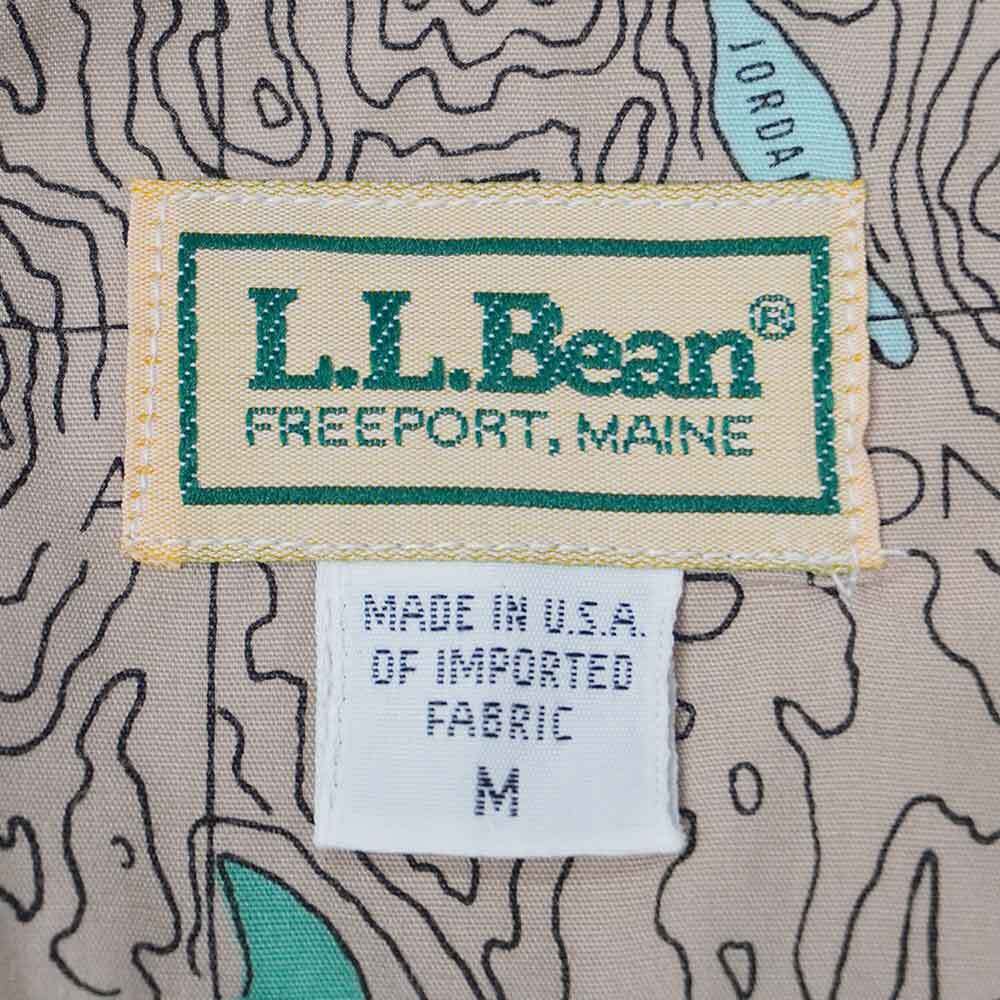 JORDA
L.L.Bean®
FREEPORT, MAINE
MADE IN U.S.A.
OF IMPORTED
FABRIC
M